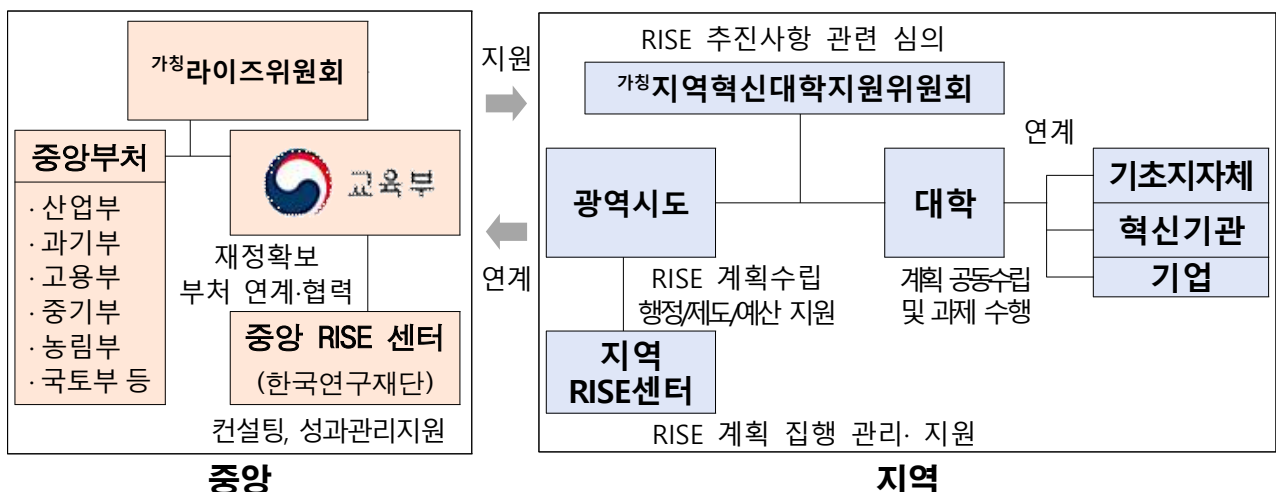 가칭라이즈위원회
중앙부처
· 산업부
· 과기부
· 고용부
· 중기부
· 농림부
· 국토부 등
교육부
재정확보
부처 연계·협력
중앙 RISE 센터
(한국연구재단)
컨설팅, 성과관리지원
중앙
지원
연계
RISE 추진사항 관련 심의
가칭지역혁신대학지원위원회
광역시도
대학
연계
기초지자체
혁신기관
기업
RISE 계획수립
행정/제도/예산 지원
계획 공동수립
및 과제 수행
지역
RISE센터
RISE 계획 집행 관리· 지원
지역